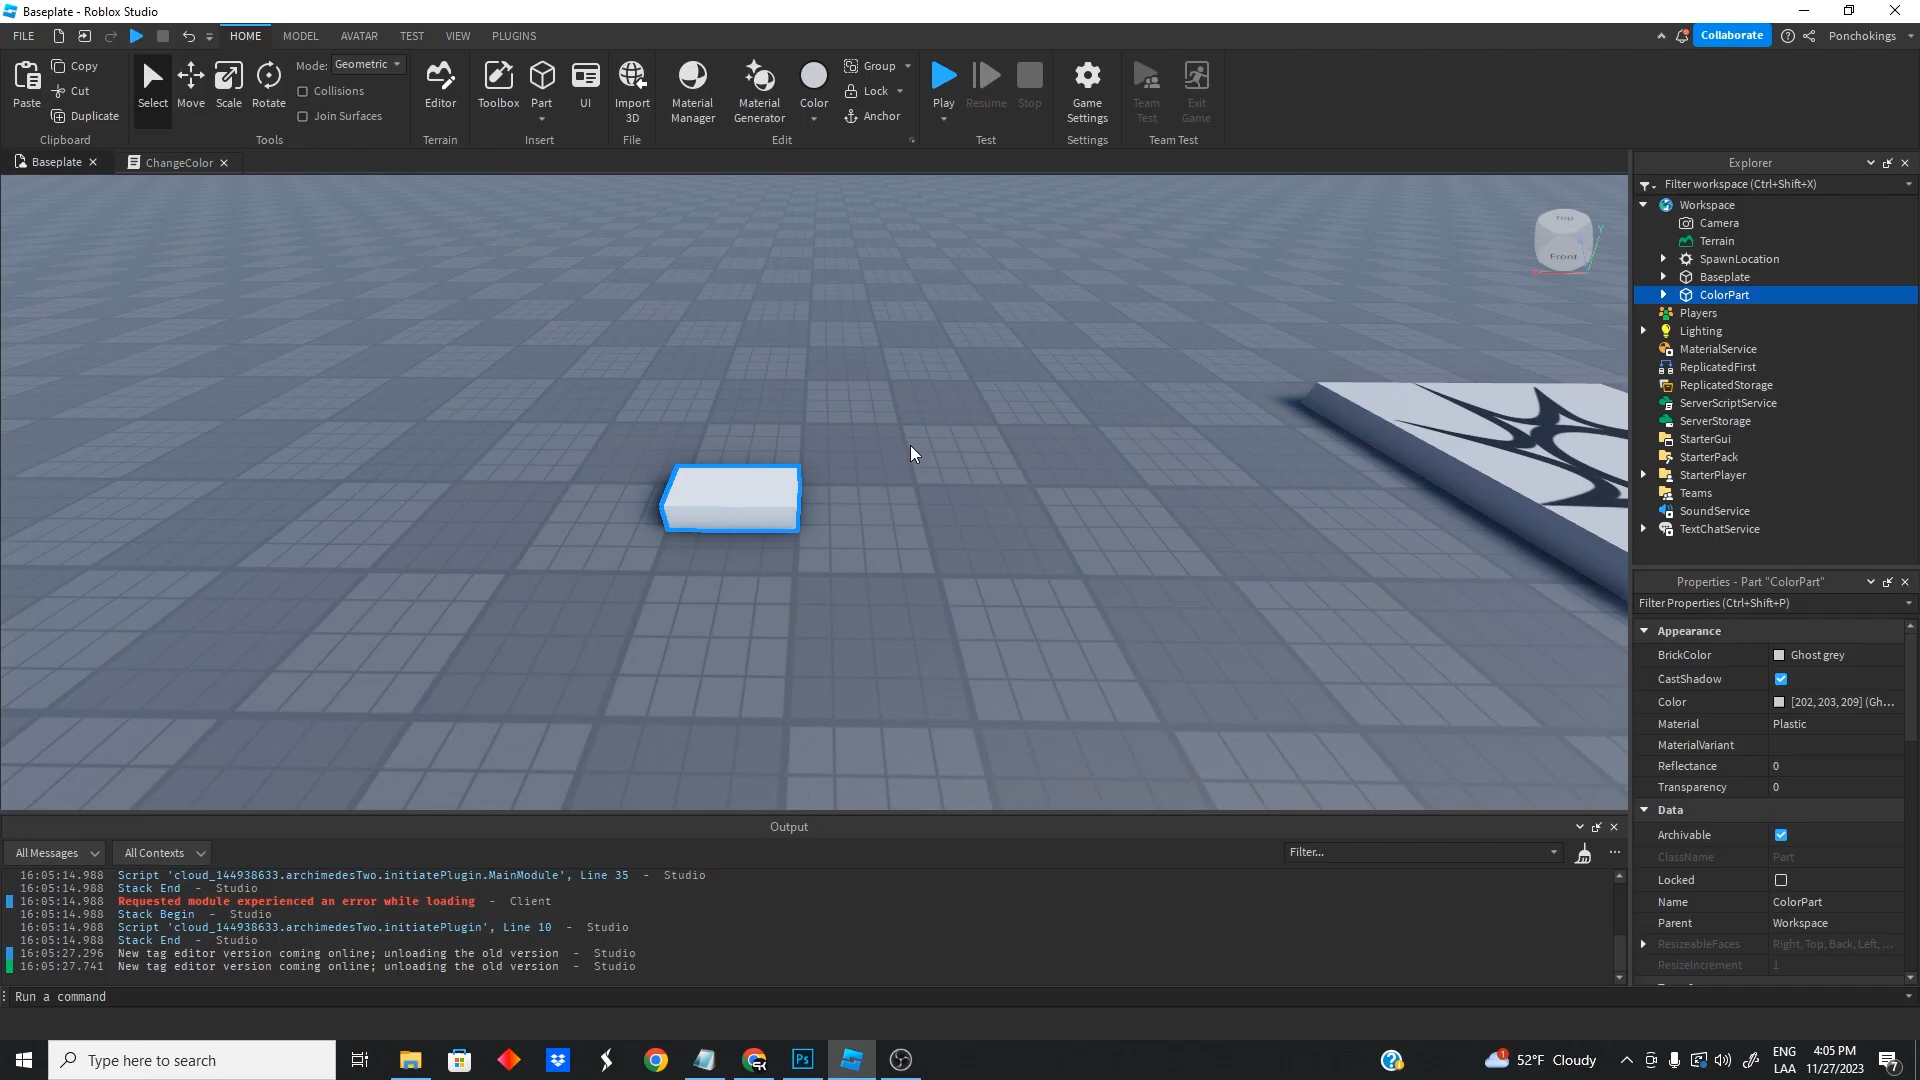 Baseplate - Roblox Studio
FILE HOME MODEL AVATAR TEST VIEW PLUGINS Collaborate Ponchokings
Paste Copy Cut Duplicate Clipboard
Select Move Scale Rotate Mode: Geometric Collisions Join Surfaces Tools
Editor Terrain
Toolbox Part UI Insert
Import 3D File
Material Manager Material Generator Color Group Lock Anchor Edit
Play Resume Stop Test
Game Settings Settings
Team Test Exit Game Team Test
Baseplate ChangeColor
Top
Front
Y
Explorer
Filter workspace (Ctrl+Shift+X)
Workspace
Camera
Terrain
SpawnLocation
Baseplate
ColorPart
Players
Lighting
MaterialService
ReplicatedFirst
ReplicatedStorage
ServerScriptService
ServerStorage
StarterGui
StarterPack
StarterPlayer
Teams
SoundService
TextChatService
Properties - Part "ColorPart"
Filter Properties (Ctrl+Shift+P)
Appearance
BrickColor Ghost grey
CastShadow
Color [202, 203, 209] (Gh...
Material Plastic
MaterialVariant
Reflectance 0
Transparency 0
Data
Archivable
ClassName Part
Locked
Name ColorPart
Parent Workspace
ResizeableFaces Right, Top, Back, Left, ...
ResizeIncrement 1
Output
All Messages All Contexts Filter... ...
16:05:14.988 Script 'cloud_144938633.archimedesTwo.initiatePlugin.MainModule', Line 35 - Studio
16:05:14.988 Stack End - Studio
16:05:14.988 Requested module experienced an error while loading - Client
16:05:14.988 Stack Begin - Studio
16:05:14.988 Script 'cloud_144938633.archimedesTwo.initiatePlugin', Line 10 - Studio
16:05:14.988 Stack End - Studio
16:05:27.296 New tag editor version coming online; unloading the old version - Studio
16:05:27.741 New tag editor version coming online; unloading the old version - Studio
Run a command
Type here to search Ps 1 52°F Cloudy ENG LAA 4:05 PM 11/27/2023 7